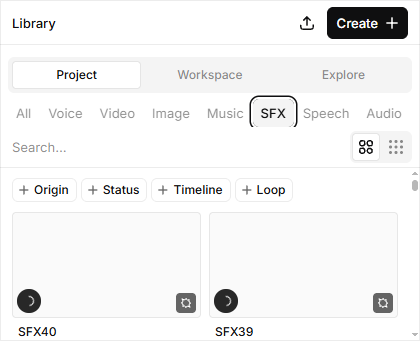 Library
Create
Project Workspace Explore
All Voice Video Image Music SFX Speech Audio
Search...
Origin Status Timeline Loop
SFX40 SFX39